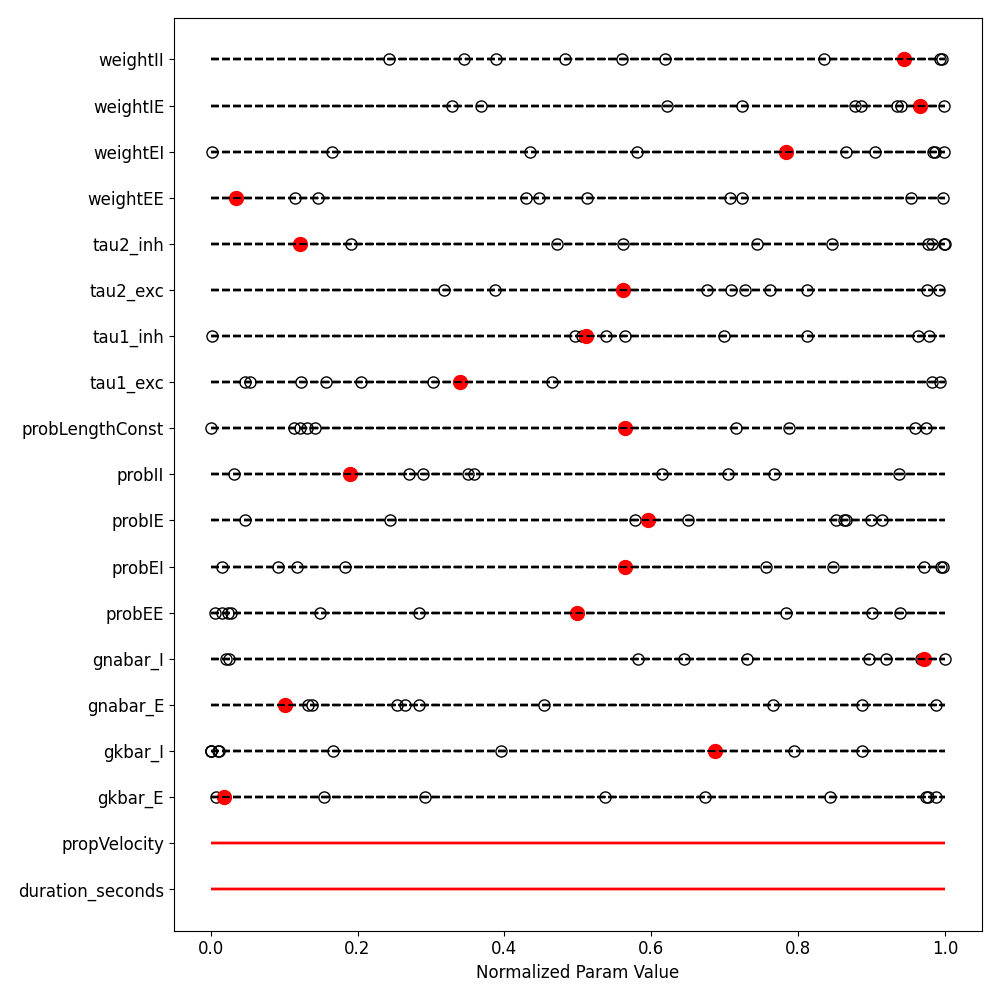 weightII
weightIE
weightEI
weightEE
tau2_inh
tau2_exc
tau1_inh
tau1_exc
probLengthConst
probII
probIE
probEI
probEE
gnabar_I
gnabar_E
gkbar_I
gkbar_E
propVelocity
duration_seconds
0.0 0.2 0.4 0.6 0.8 1.0
Normalized Param Value